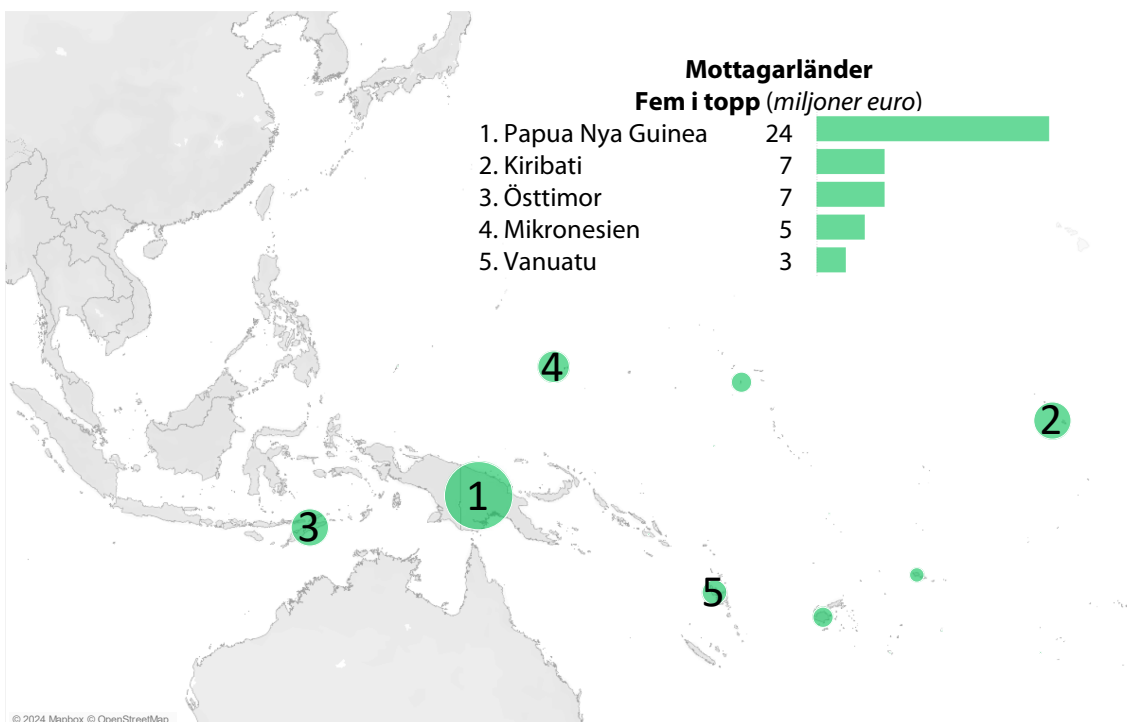 Mottagarländer
Fem i topp (miljoner euro)
1. Papua Nya Guinea 24
2. Kiribati 7
3. Östtimor 7
4. Mikronesien 5
5. Vanuatu 3
4
2
1
3
5
© 2024 Mapbox © OpenStreetMap